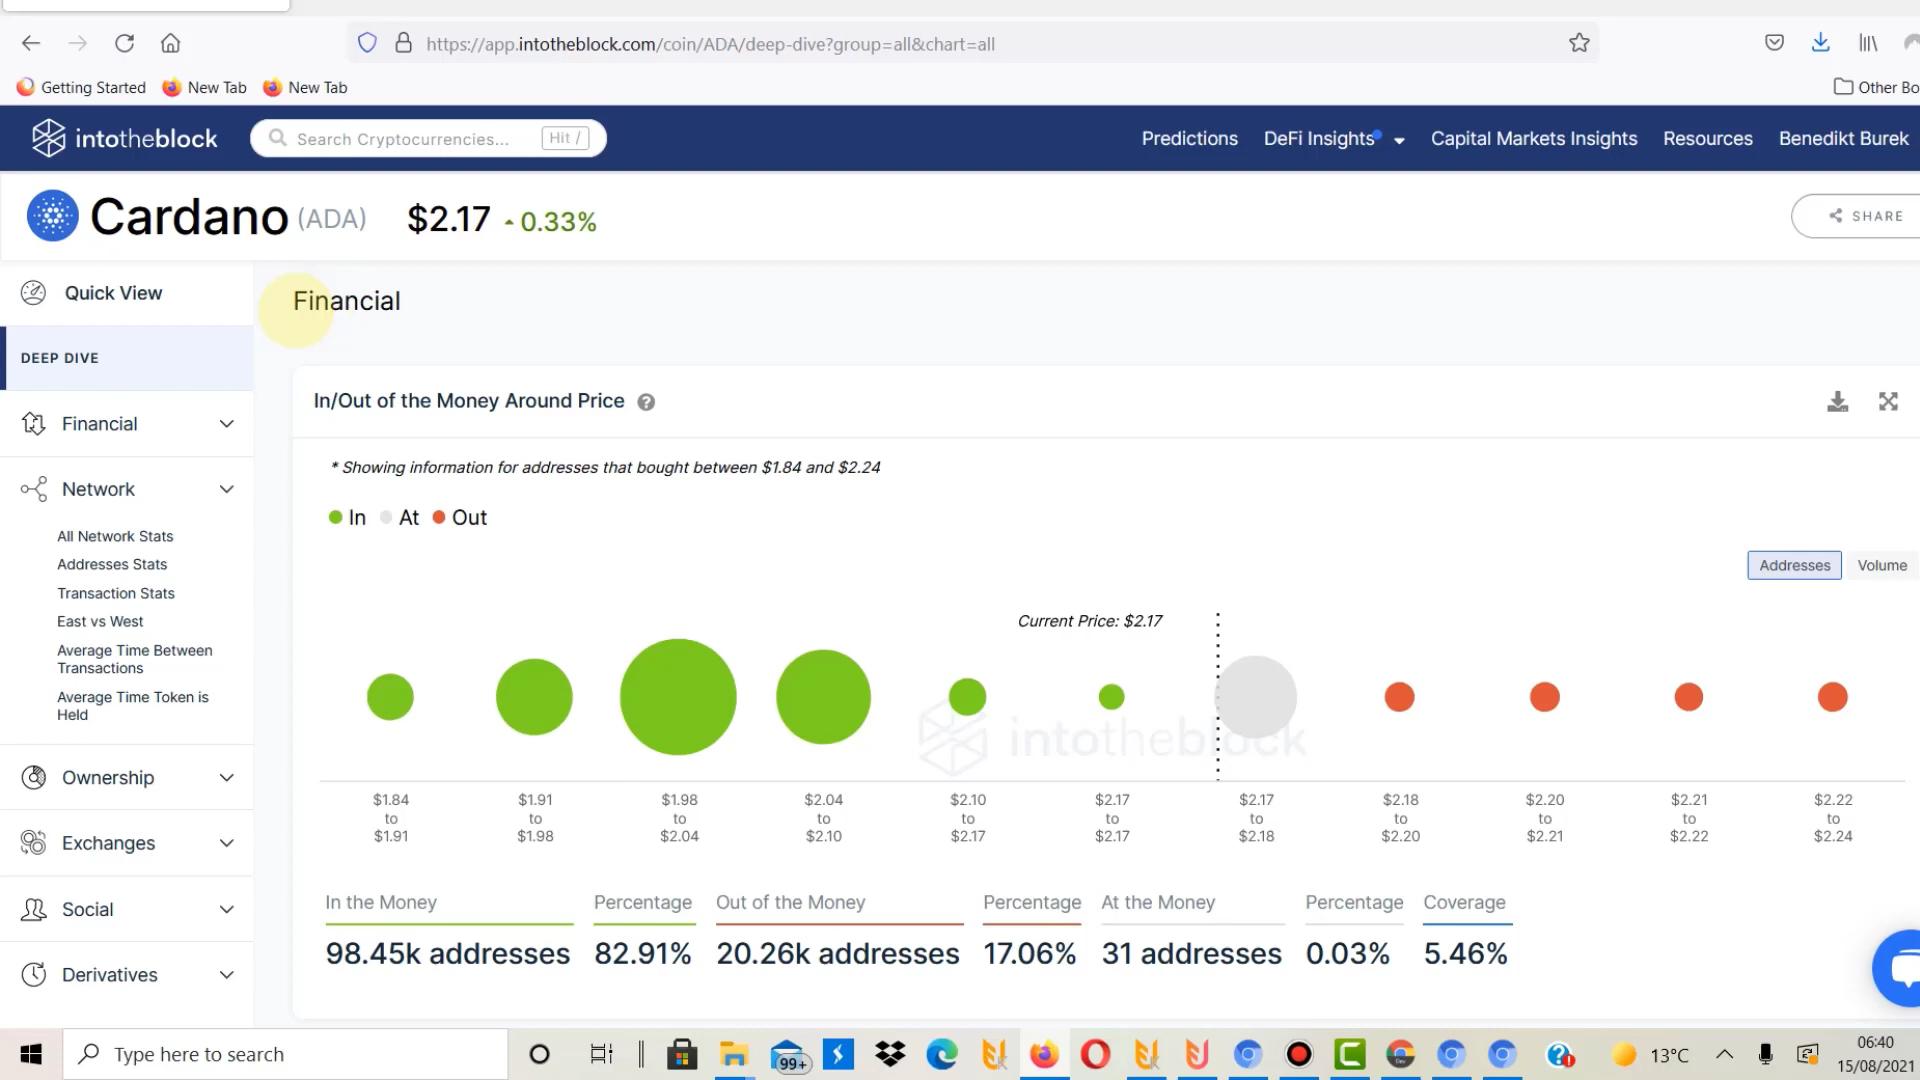 https://app.intotheblock.com/coin/ADA/deep-dive?group=all&chart=all
Getting Started New Tab New Tab Other Bo
intotheblock Search Cryptocurrencies... Hit / Predictions DeFi Insights Capital Markets Insights Resources Benedikt Burek
Cardano (ADA) $2.17 0.33% SHARE
Quick View
DEEP DIVE
Financial
Network
All Network Stats
Addresses Stats
Transaction Stats
East vs West
Average Time Between
Transactions
Average Time Token is
Held
Ownership
Exchanges
Social
Derivatives
Financial
In/Out of the Money Around Price ?
* Showing information for addresses that bought between $1.84 and $2.24
In At Out
Addresses Volume
Current Price: $2.17
intotheblock
$1.84 $1.91 $1.98 $2.04 $2.10 $2.17 $2.17 $2.18 $2.20 $2.21 $2.22
to to to to to to to to to to to
$1.91 $1.98 $2.04 $2.10 $2.17 $2.17 $2.18 $2.20 $2.21 $2.22 $2.24
In the Money Percentage Out of the Money Percentage At the Money Percentage Coverage
98.45k addresses 82.91% 20.26k addresses 17.06% 31 addresses 0.03% 5.46%
Type here to search 99+ 13°C 06:40
15/08/2021